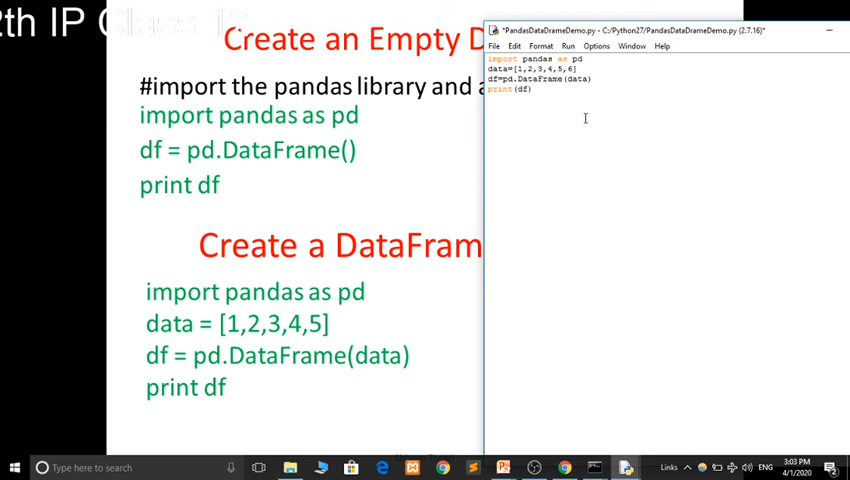 2th IP Class 12
Create an Empty D
#import the pandas library and a
import pandas as pd
df = pd.DataFrame()
print df
Create a DataFram
import pandas as pd
data = [1,2,3,4,5]
df = pd.DataFrame(data)
print df
*PandasDataDrameDemo.py - C:/Python27/PandasDataDrameDemo.py (2.7.16)*
File Edit Format Run Options Window Help
import pandas as pd
data=[1,2,3,4,5,6]
df=pd.DataFrame(data)
print(df)
Type here to search
Links
ENG
3:03 PM
4/1/2020
2